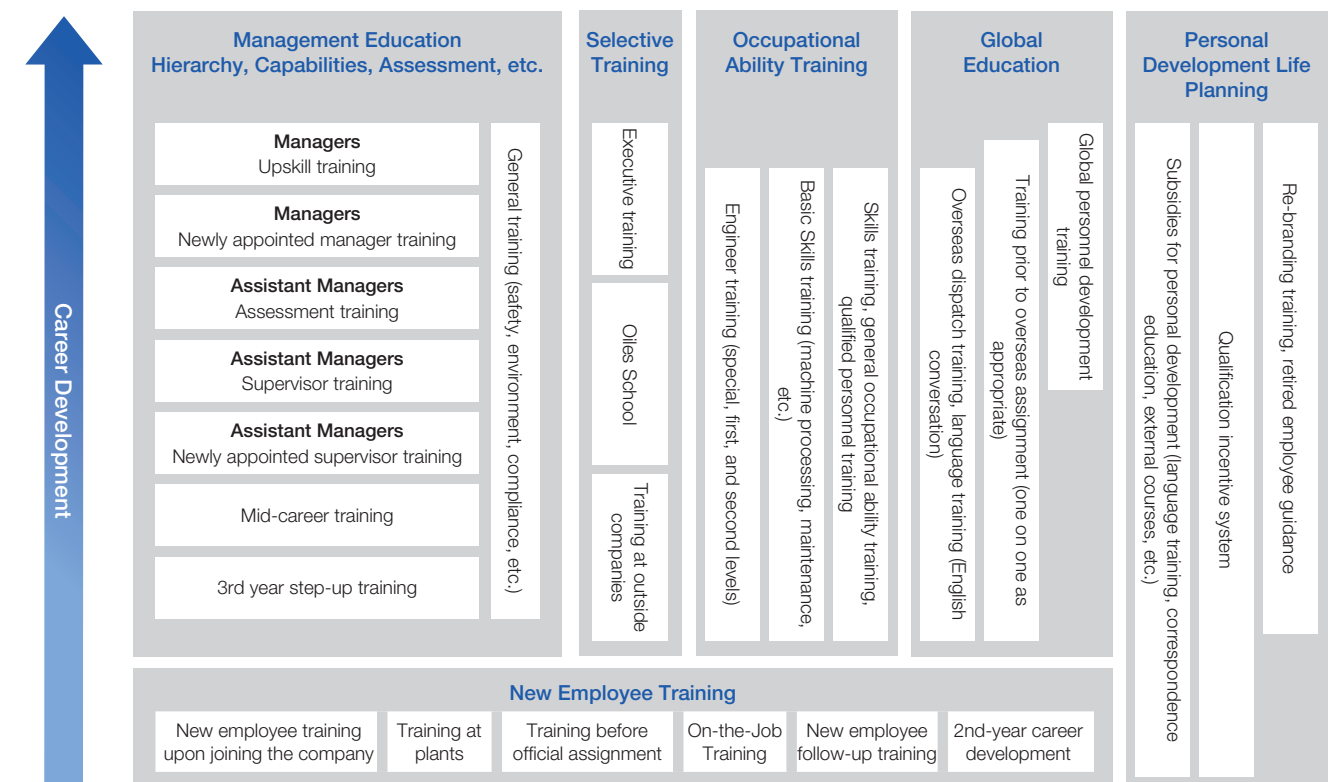 Career Development
Management Education
Hierarchy, Capabilities, Assessment, etc.
Managers
Upskill training
Managers
Newly appointed manager training
Assistant Managers
Assessment training
Assistant Managers
Supervisor training
Assistant Managers
Newly appointed supervisor training
Mid-career training
3rd year step-up training
General training (safety, environment, compliance, etc.)
Selective
Training
Executive training
Oiles School
Training at outside
companies
Occupational
Ability Training
Engineer training (special, first, and second levels)
Basic Skills training (machine processing, maintenance,
etc.)
Skills training, general occupational ability training,
qualified personnel training
Global
Education
Overseas dispatch training, language training (English
conversation)
Training prior to overseas assignment (one on one as
appropriate)
Global personnel development
training
Personal
Development Life
Planning
Subsidies for personal development (language training, correspondence
education, external courses, etc.)
Qualification incentive system
Re-branding training, retired employee guidance
New Employee Training
New employee training
upon joining the company
Training at
plants
Training before
official assignment
On-the-Job
Training
New employee
follow-up training
2nd-year career
development